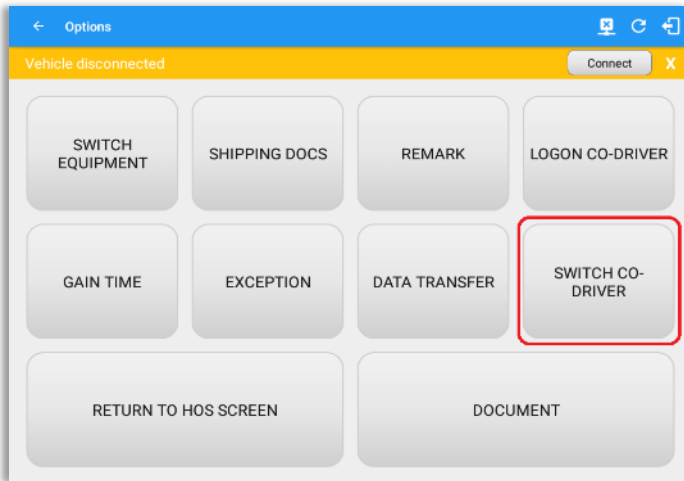 Options
Vehicle disconnected
Connect
X
SWITCH
EQUIPMENT
SHIPPING DOCS
REMARK
LOGON CO-DRIVER
GAIN TIME
EXCEPTION
DATA TRANSFER
SWITCH CO-
DRIVER
RETURN TO HOS SCREEN
DOCUMENT